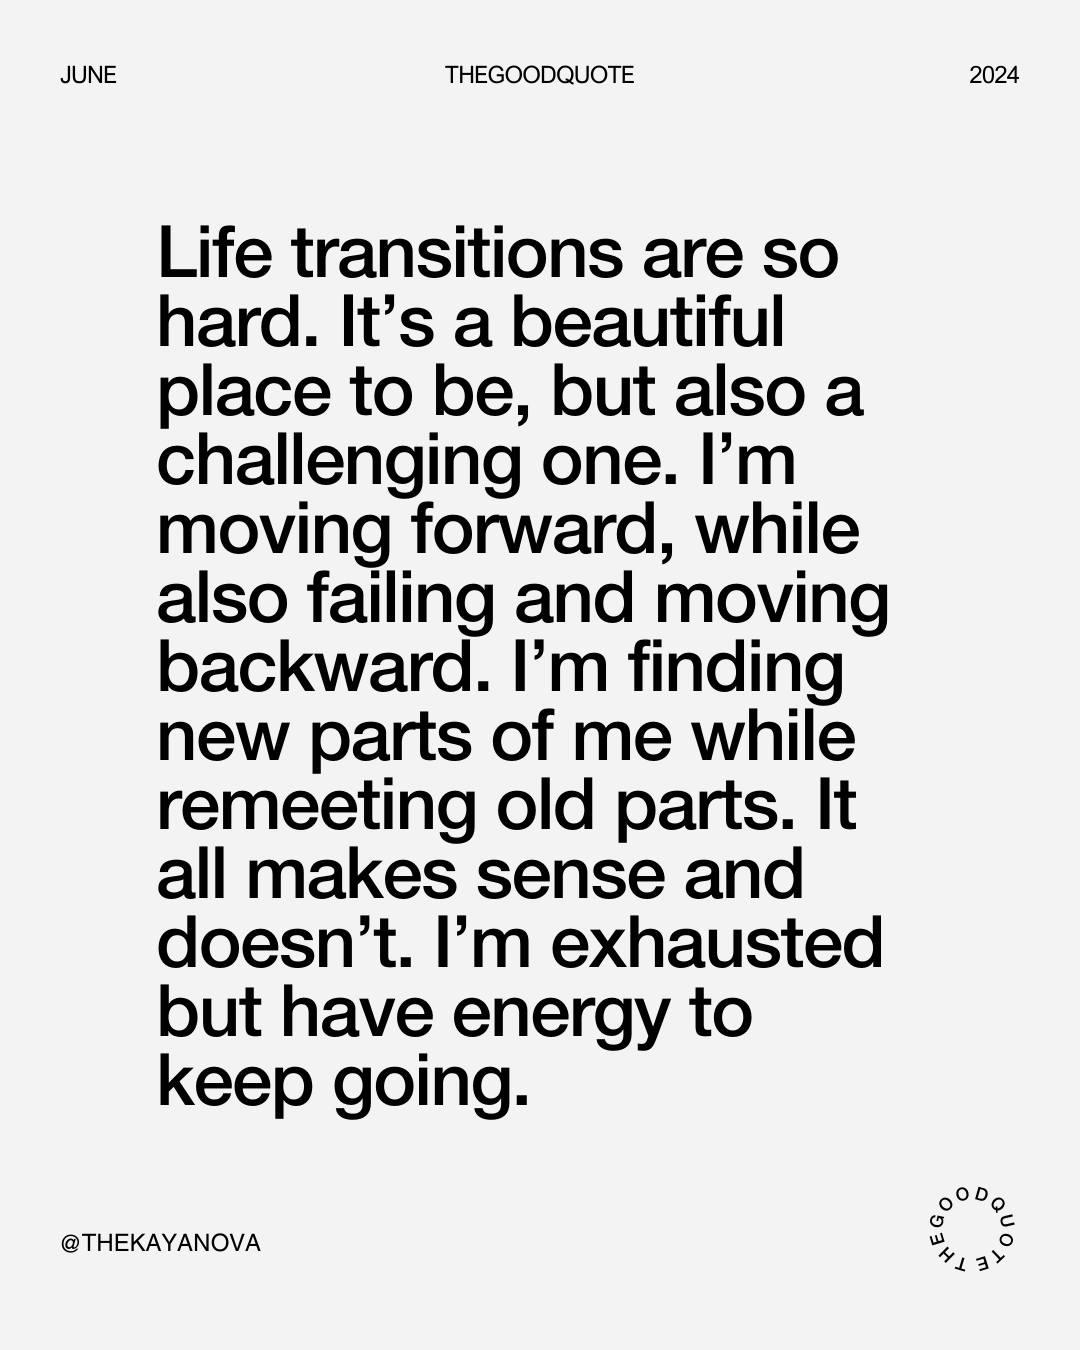 JUNE THEGOODQUOTE 2024
Life transitions are so
hard. It’s a beautiful
place to be, but also a
challenging one. I’m
moving forward, while
also failing and moving
backward. I’m finding
new parts of me while
remeeting old parts. It
all makes sense and
doesn’t. I’m exhausted
but have energy to
keep going.
@THEKAYANOVA
THEGOODQUOTE